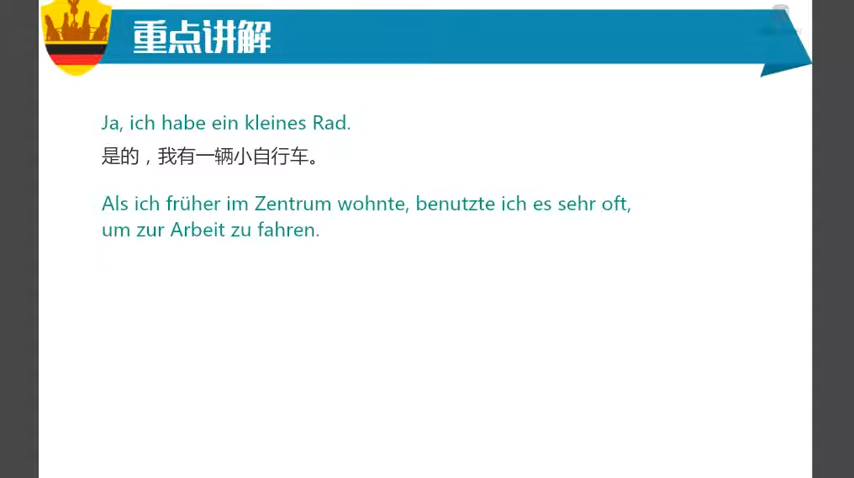 重点讲解
Ja, ich habe ein kleines Rad.
是的，我有一辆小自行车。
Als ich früher im Zentrum wohnte, benutzte ich es sehr oft,
um zur Arbeit zu fahren.